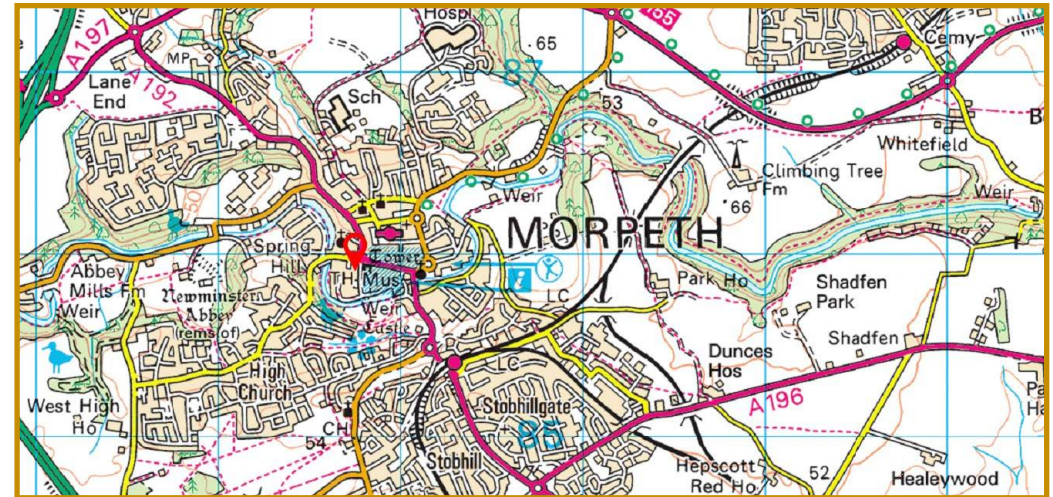 Hospl
A197
MP
A192
Lane
End
Sch
65
87
53
Cemy
Whitefield
Weir
Climbing Tree
Fm
66
Weir
50
MORPETH
Spring
Hill
Tower
TH
Mus
Park Ho
Abbey
Mills Fm
Weir
Newminster
Abbey
(rems of)
Weir
Castle
LC
Shadfen
Park
Shadfen
LC
Dunces
Hos
High
Church
A196
West High
Ho
CH
54
Stobhillgate
85
Stobhill
Hepscott
Red Ho
52
Healeywood